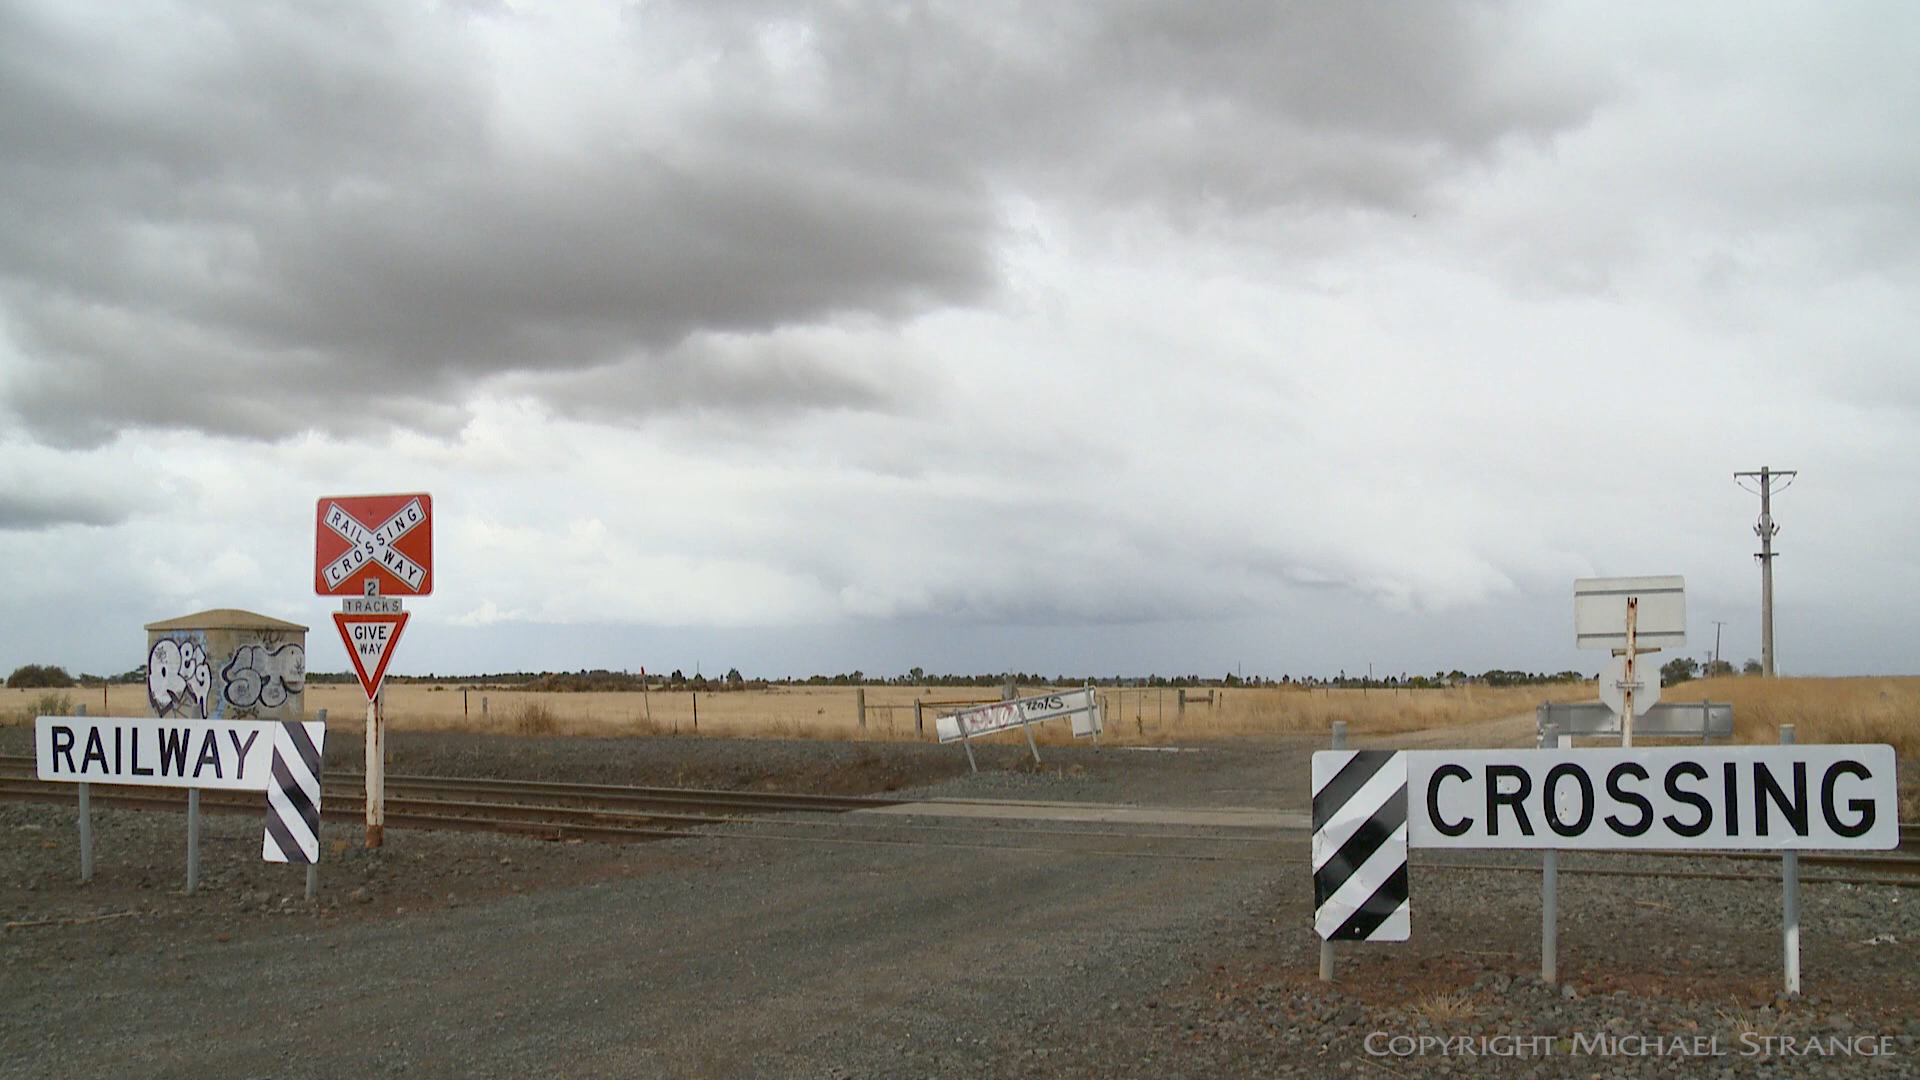 RAILWAY
CROSSING
2
TRACKS
GIVE
WAY
RAILWAY
CROSSING
COPYRIGHT MICHAEL STRANGE